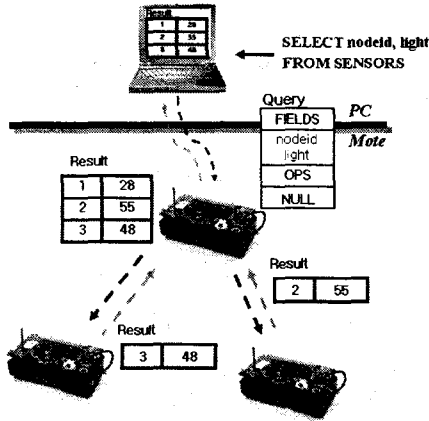 Result
1 28
2 55
3 48
SELECT nodeid, light
FROM SENSORS
Query
FIELDS
nodeid
light
OPS
NULL
PC
Mote
Result
1 28
2 55
3 48
Result
2 55
Result
3 48